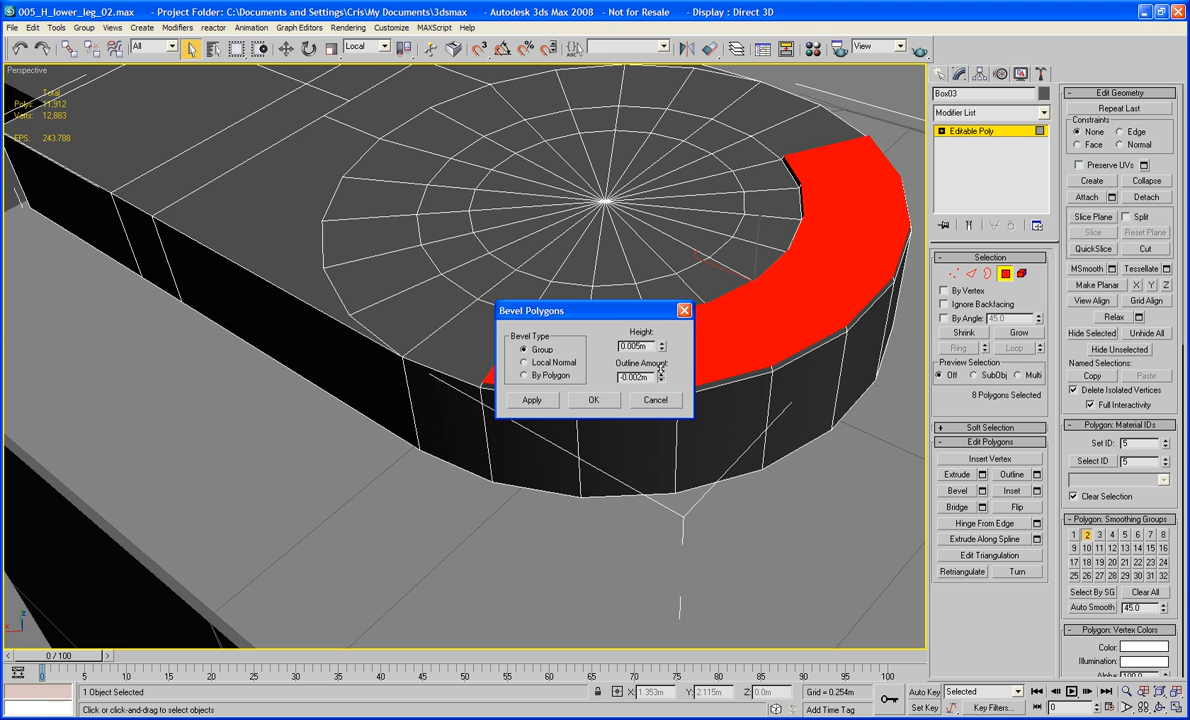 005_H_lower_leg_02.max - Project Folder: C:\Documents and Settings\Cris\My Documents\3dsmax - Autodesk 3ds Max 2008 - Not for Resale - Display : Direct 3D
File Edit Tools Group Views Create Modifiers reactor Animation Graph Editors Rendering Customize MAXScript Help
All Local View
Perspective
Total
Polys: 11,912
Verts: 12,883
FPS: 243.788
Bevel Polygons
Bevel Type
Group
Local Normal
By Polygon
Height:
0.005m
Outline Amount:
-0.002m
Apply OK Cancel
Box03
Modifier List
Editable Poly
Selection
By Vertex
Ignore Backfacing
By Angle: 45.0
Shrink Grow
Ring Loop
Preview Selection
Off SubObj Multi
8 Polygons Selected
Soft Selection
Edit Polygons
Insert Vertex
Extrude Outline
Bevel Inset
Bridge Flip
Hinge From Edge
Extrude Along Spline
Edit Triangulation
Retriangulate Turn
Edit Geometry
Repeat Last
Constraints
None Edge
Face Normal
Preserve UVs
Create Collapse
Attach Detach
Slice Plane Split
Slice Reset Plane
QuickSlice Cut
MSmooth Tessellate
Make Planar X Y Z
View Align Grid Align
Relax
Hide Selected Unhide All
Hide Unselected
Named Selections:
Copy Paste
Delete Isolated Vertices
Full Interactivity
Polygon: Material IDs
Set ID: 5
Select ID 5
Clear Selection
Polygon: Smoothing Groups
1 2 3 4 5 6 7 8
9 10 11 12 13 14 15 16
17 18 19 20 21 22 23 24
25 26 27 28 29 30 31 32
Select By SG Clear All
Auto Smooth 45.0
Polygon: Vertex Colors
Color:
Illumination:
0 / 100
0 5 10 15 20 25 30 35 40 45 50 55 60 65 70 75 80 85 90 95 100
1 Object Selected X: 1.353m Y: 2.115m Z: 0.0m Grid = 0.254m Auto Key Selected
Click or click-and-drag to select objects Add Time Tag Set Key Key Filters... 0